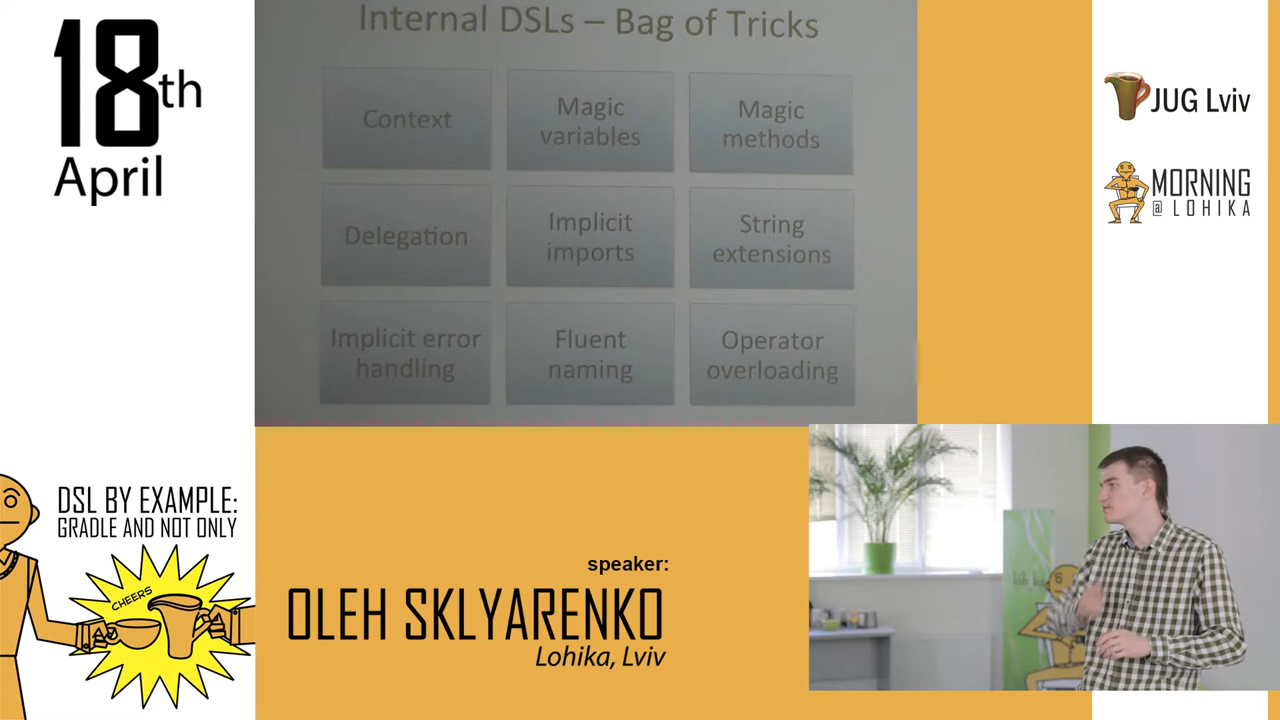 18th
April
Internal DSLs – Bag of Tricks
Context
Magic
variables
Magic
methods
Delegation
Implicit
imports
String
extensions
Implicit error
handling
Fluent
naming
Operator
overloading
JUG Lviv
MORNING
@ LOHIKA
DSL BY EXAMPLE:
GRADLE AND NOT ONLY
CHEERS
speaker:
OLEH SKLYARENKO
Lohika, Lviv